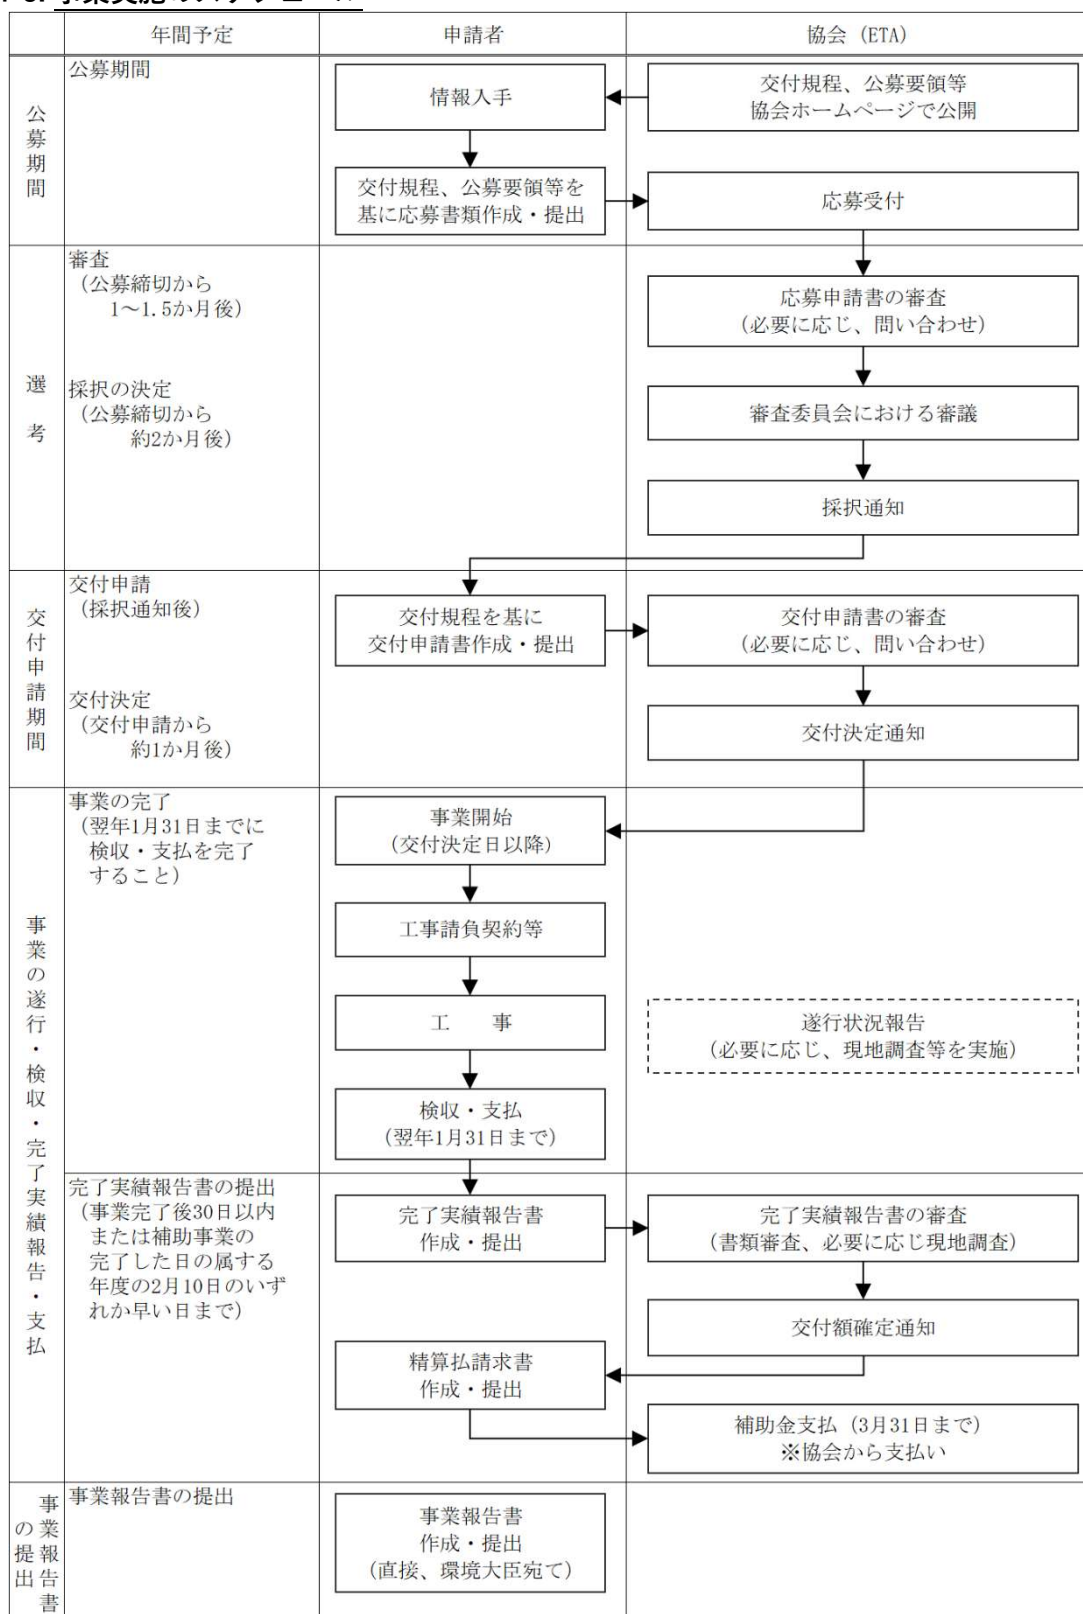 年間予定
申請者
協会（ETA）
公募期間
公募期間
情報入手
交付規程、公募要領等
協会ホームページで公開
交付規程、公募要領等を
基に応募書類作成・提出
応募受付
選考
審査
（公募締切から
1～1.5か月後）
採択の決定
（公募締切から
約2か月後）
応募申請書の審査
（必要に応じ、問い合わせ）
審査委員会における審議
採択通知
交付申請期間
交付申請
（採択通知後）
交付決定
（交付申請から
約1か月後）
交付規程を基に
交付申請書作成・提出
交付申請書の審査
（必要に応じ、問い合わせ）
交付決定通知
事業の遂行・検収・完了実績報告・支払
事業の完了
（翌年1月31日までに
検収・支払を完了
すること）
事業開始
（交付決定日以降）
工事請負契約等
工　事
遂行状況報告
（必要に応じ、現地調査等を実施）
検収・支払
（翌年1月31日まで）
完了実績報告書の提出
（事業完了後30日以内
または補助事業の
完了した日の属する
年度の2月10日のいず
れか早い日まで）
完了実績報告書
作成・提出
完了実績報告書の審査
（書類審査、必要に応じ現地調査）
交付額確定通知
精算払請求書
作成・提出
補助金支払（3月31日まで）
※協会から支払い
事業報告書
の提出
事業報告書の提出
事業報告書
作成・提出
（直接、環境大臣宛て）